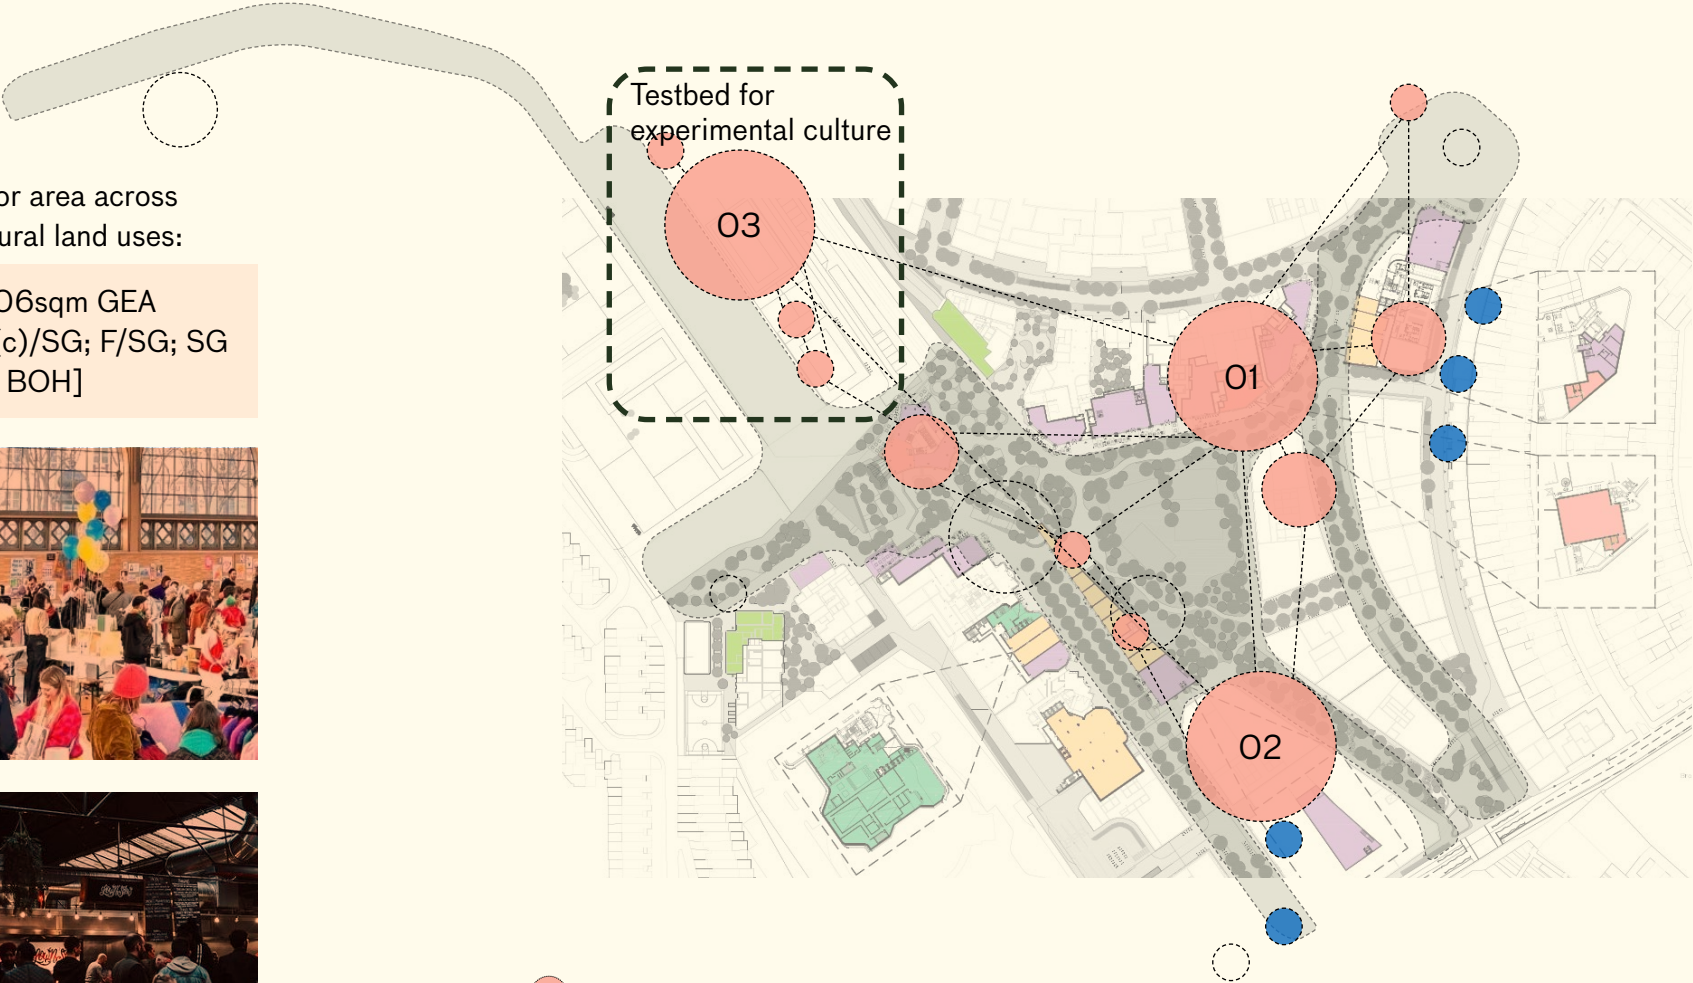 Testbed for
experimental culture
or area across
ural land uses:
06sqm GEA
(c)/SG; F/SG; SG
BOH]
03
01
02